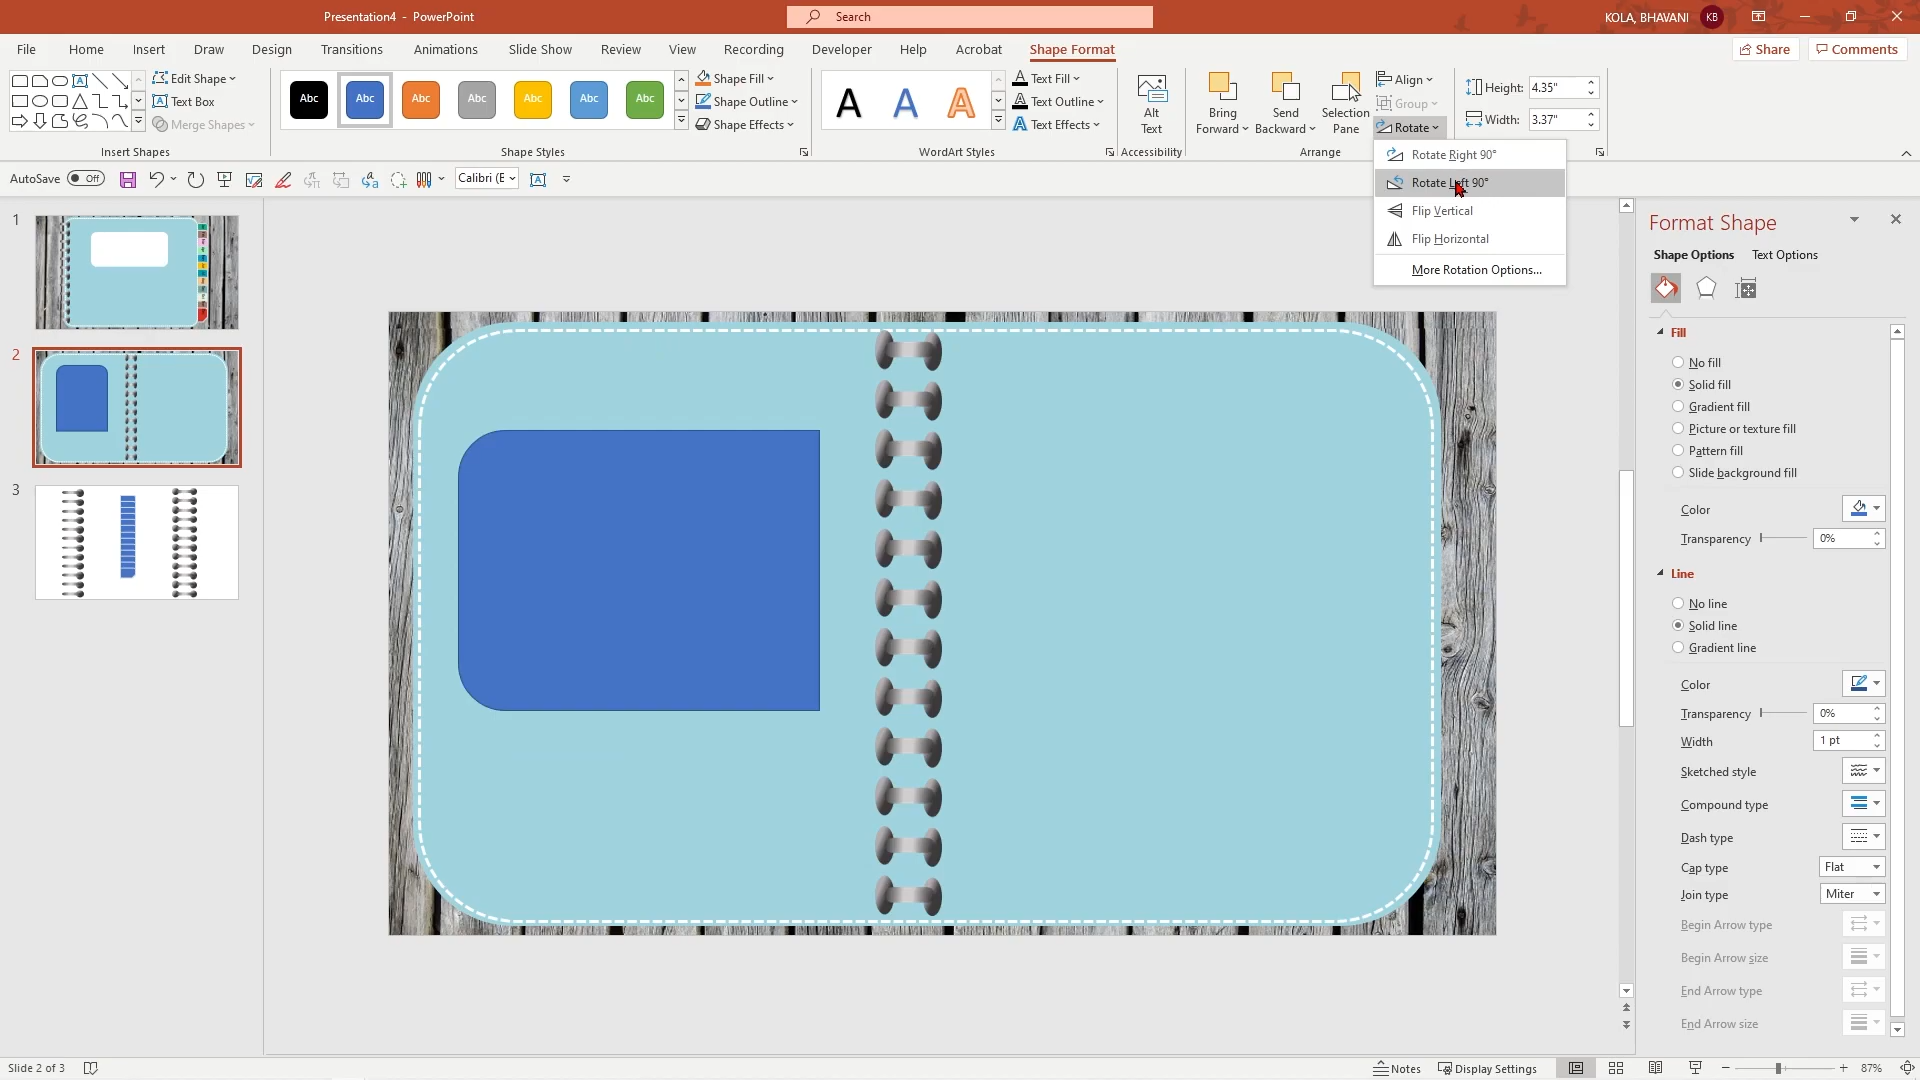 Presentation4 - PowerPoint
Search
KOLA, BHAVANI KB
File Home Insert Draw Design Transitions Animations Slide Show Review View Recording Developer Help Acrobat Shape Format Share Comments
Edit Shape
Text Box
Merge Shapes
Insert Shapes
Abc Abc Abc Abc Abc Abc Abc
Shape Fill
Shape Outline
Shape Effects
Shape Styles
A A A
Text Fill
Text Outline
Text Effects
WordArt Styles
Alt Text
Accessibility
Bring Forward
Send Backward
Selection Pane
Align
Group
Rotate
Arrange
Height: 4.35"
Width: 3.37"
Rotate Right 90°
Rotate Left 90°
Flip Vertical
Flip Horizontal
More Rotation Options...
AutoSave Off
Calibri (E
1
2
3
Format Shape
Shape Options Text Options
Fill
No fill
Solid fill
Gradient fill
Picture or texture fill
Pattern fill
Slide background fill
Color
Transparency 0%
Line
No line
Solid line
Gradient line
Color
Transparency 0%
Width 1 pt
Sketched style
Compound type
Dash type
Cap type Flat
Join type Miter
Begin Arrow type
Begin Arrow size
End Arrow type
End Arrow size
Slide 2 of 3
Notes Display Settings 87%